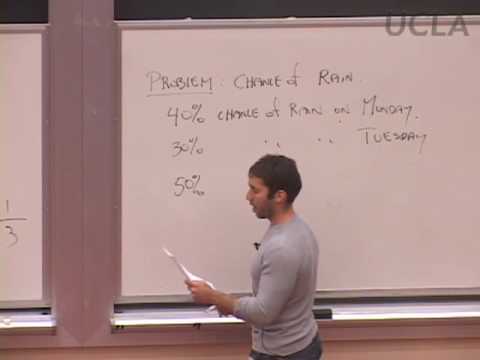 UCLA
PROBLEM: CHANCE of RAIN.
40% CHANCE of RAIN ON MONDAY.
30% " " TUESDAY
50%
1
3